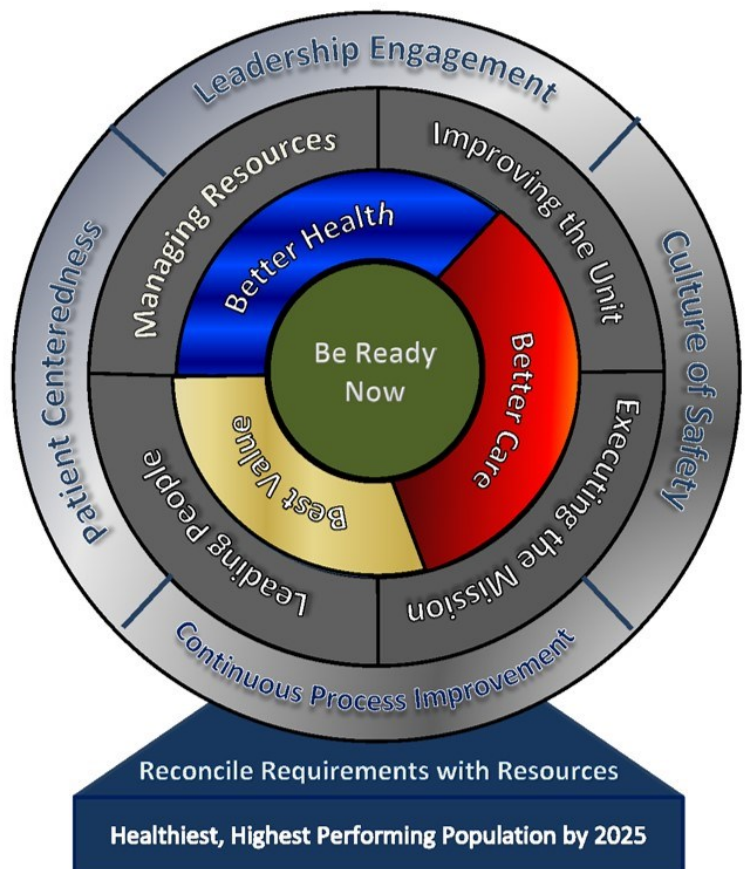 Leadership Engagement
Managing Resources
Improving the Unit
Better Health
Patient Centeredness
Culture of Safety
Be Ready
Now
Better Care
Best Value
Leading People
Executing the Mission
Continuous Process Improvement
Reconcile Requirements with Resources
Healthiest, Highest Performing Population by 2025